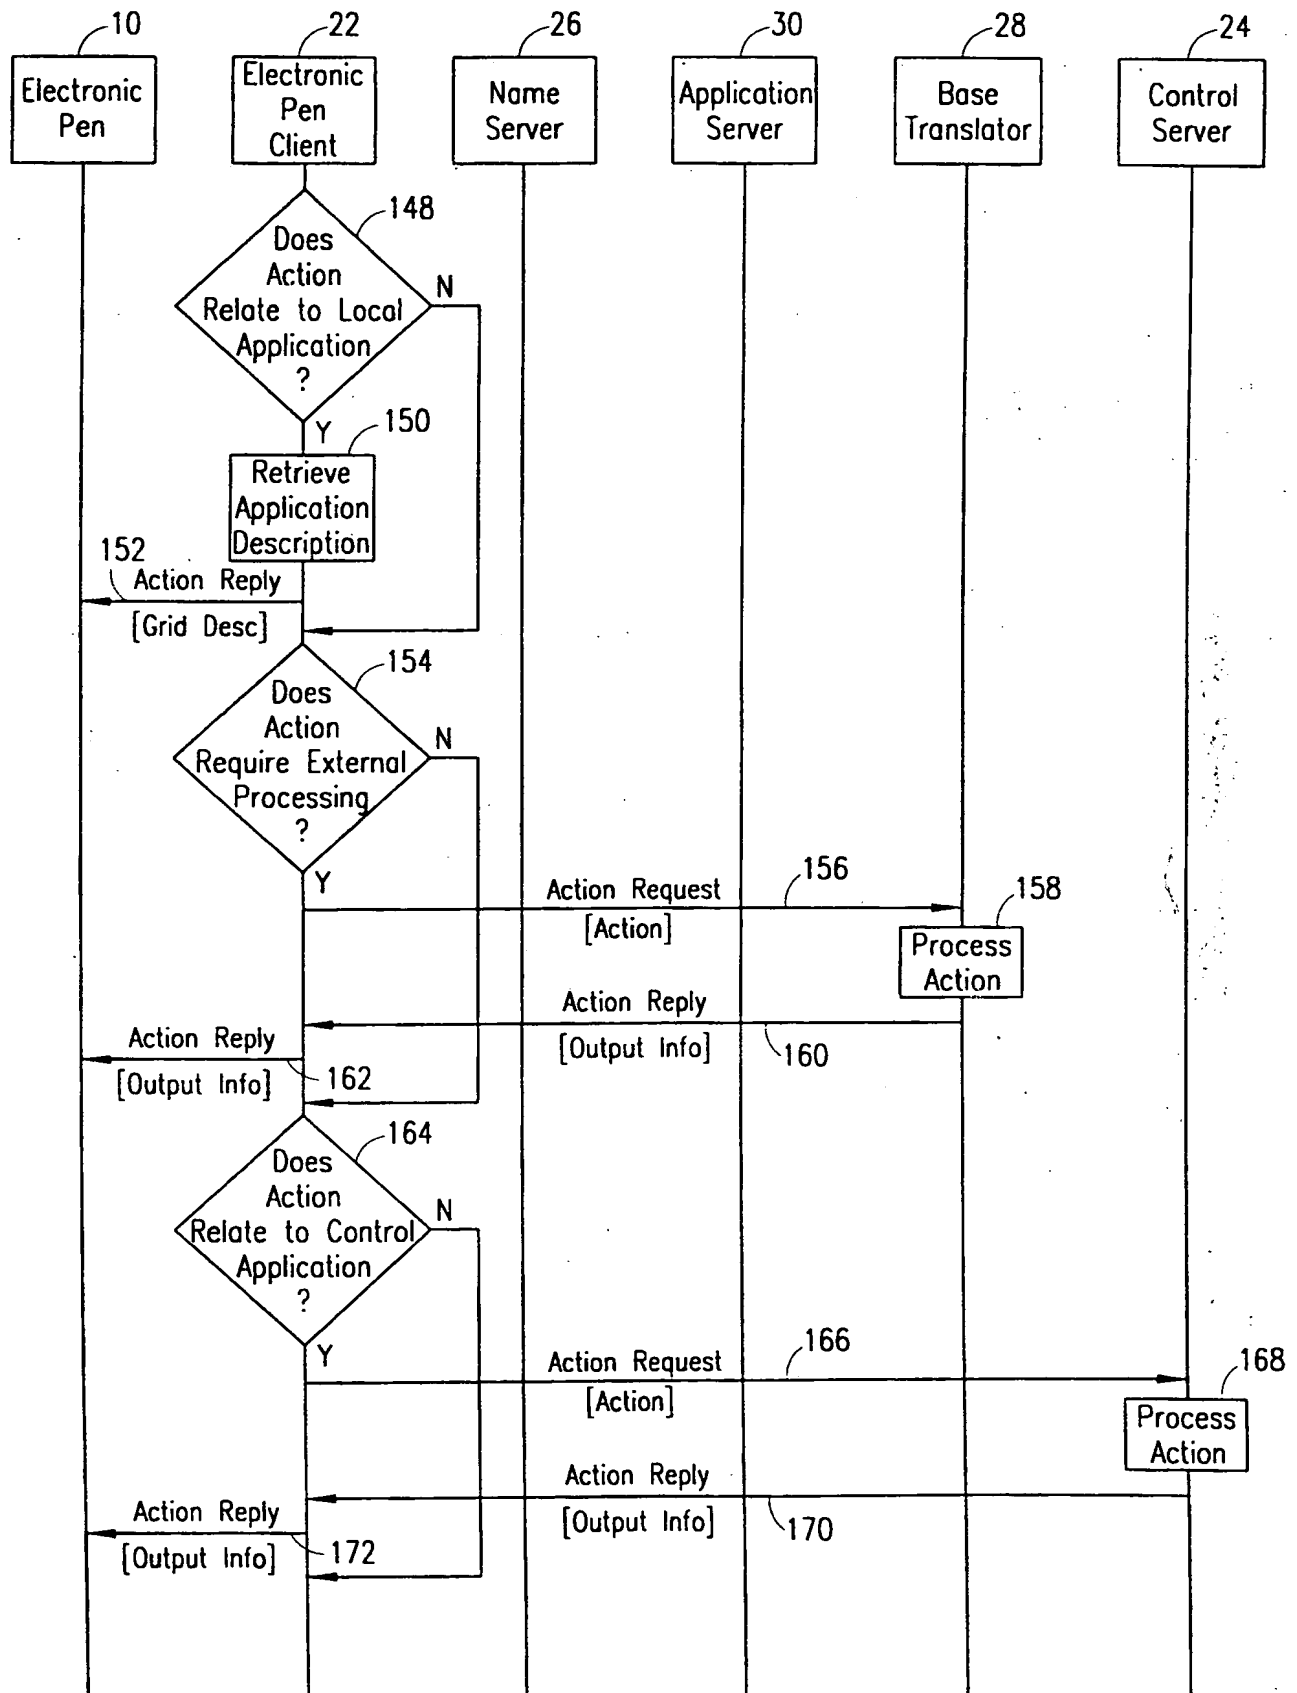 10
22
26
30
28
24
Electronic
Pen
Electronic
Pen
Client
Name
Server
Application
Server
Base
Translator
Control
Server
148
Does
Action
Relate to Local
Application
?
N
Y
150
Retrieve
Application
Description
152
Action Reply
[Grid Desc]
154
Does
Action
Require External
Processing
?
N
Y
Action Request
[Action]
156
158
Process
Action
Action Reply
[Output Info]
160
Action Reply
[Output Info]
162
164
Does
Action
Relate to Control
Application
?
N
Y
Action Request
[Action]
166
168
Process
Action
Action Reply
[Output Info]
170
Action Reply
[Output Info]
172